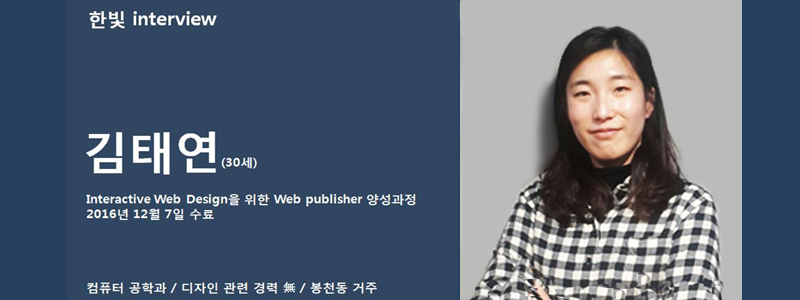 한빛 interview
김태연(30세)
Interactive Web Design을 위한 Web publisher 양성과정
2016년 12월 7일 수료
컴퓨터 공학과 / 디자인 관련 경력 無 / 봉천동 거주